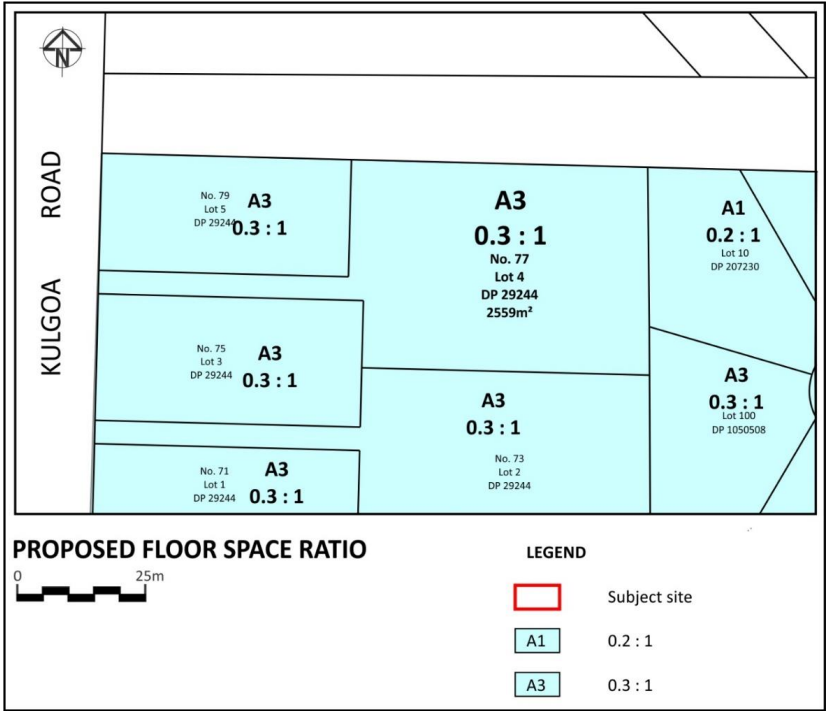 N
KULGOA ROAD
No. 79
Lot 5
DP 29244
A3
0.3 : 1
A3
0.3 : 1
No. 77
Lot 4
DP 29244
2559m²
A1
0.2 : 1
Lot 10
DP 207230
No. 75
Lot 3
DP 29244
A3
0.3 : 1
A3
0.3 : 1
No. 73
Lot 2
DP 29244
A3
0.3 : 1
Lot 100
DP 1050508
No. 71
Lot 1
DP 29244
A3
0.3 : 1
PROPOSED FLOOR SPACE RATIO
0 25m
LEGEND
Subject site
A1 0.2 : 1
A3 0.3 : 1